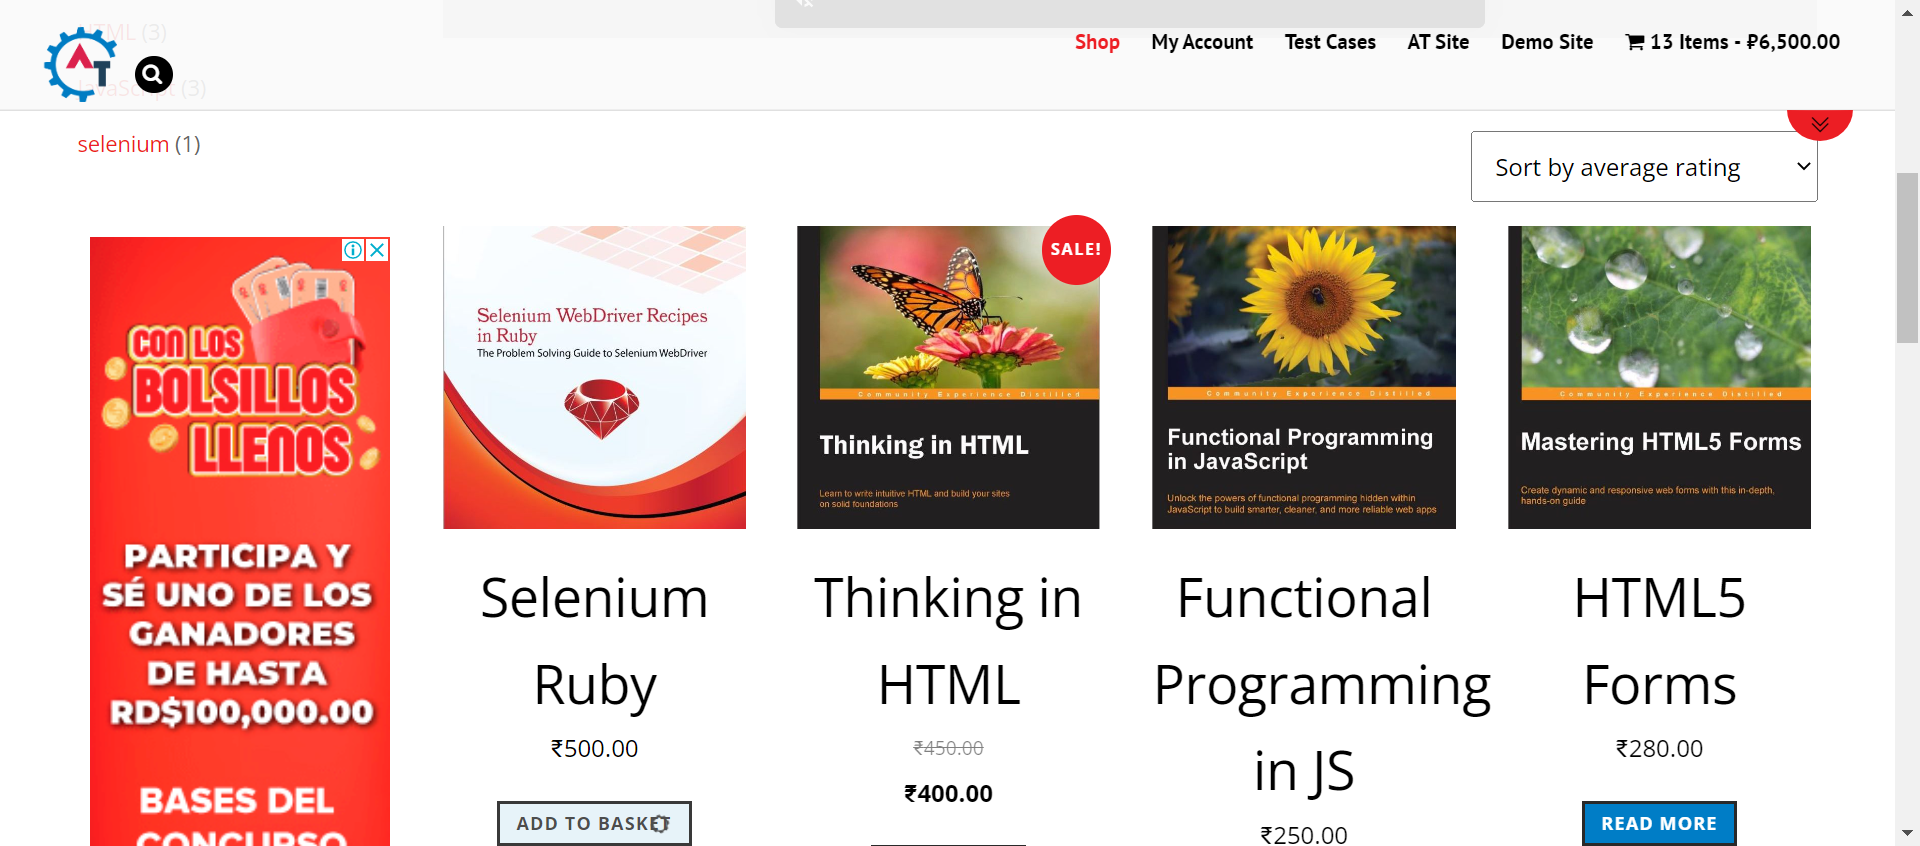 HTML (3)
JavaScript (3)
AT
Shop
My Account
Test Cases
AT Site
Demo Site
13 Items - ₽6,500.00
selenium (1)
Sort by average rating
CON LOS
BOLSILLOS
LLENOS
PARTICIPA Y
SÉ UNO DE LOS
GANADORES
DE HASTA
RD$100,000.00
BASES DEL
CONCURSO
Selenium WebDriver Recipes
in Ruby
The Problem Solving Guide to Selenium WebDriver
Selenium
Ruby
₹500.00
ADD TO BASKET
SALE!
Community Experience Distilled
Thinking in HTML
Learn to write intuitive HTML and build your sites
on solid foundations
Thinking in
HTML
₹450.00
₹400.00
Community Experience Distilled
Functional Programming
in JavaScript
Unlock the powers of functional programming hidden within
JavaScript to build smarter, cleaner, and more reliable web apps
Functional
Programming
in JS
₹250.00
Community Experience Distilled
Mastering HTML5 Forms
Create dynamic and responsive web forms with this in-depth,
hands-on guide
HTML5
Forms
₹280.00
READ MORE